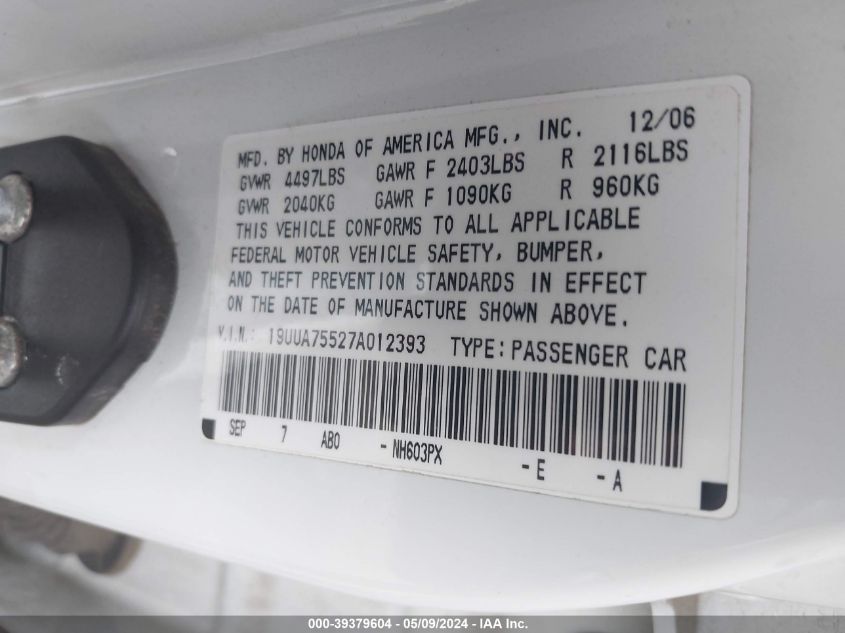 MFD. BY HONDA OF AMERICA MFG., INC. 12/06
GVWR 4497LBS GAWR F 2403LBS R 2116LBS
GVWR 2040KG GAWR F 1090KG R 960KG
THIS VEHICLE CONFORMS TO ALL APPLICABLE
FEDERAL MOTOR VEHICLE SAFETY, BUMPER,
AND THEFT PREVENTION STANDARDS IN EFFECT
ON THE DATE OF MANUFACTURE SHOWN ABOVE.
V.I.N.: 19UUA75527A012393 TYPE: PASSENGER CAR
SEP 7 AB0 - NH603PX - E - A
000-39379604 - 05/09/2024 - IAA Inc.